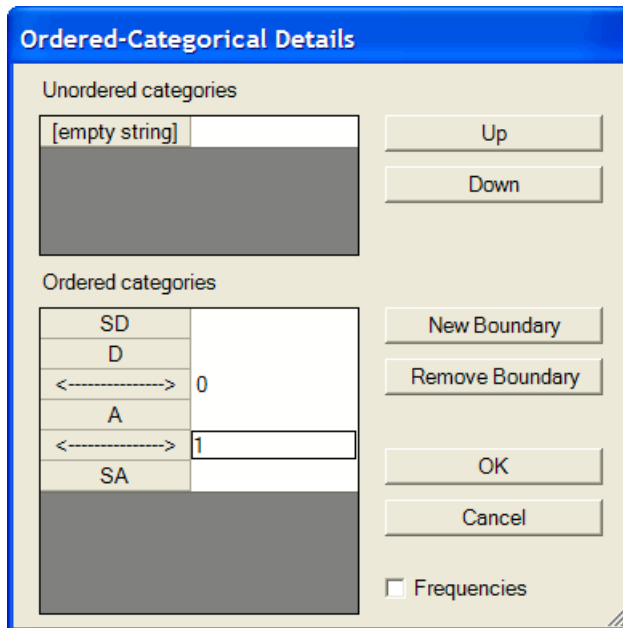 Ordered-Categorical Details
Unordered categories
[empty string]
Up
Down
Ordered categories
SD
D
<---------------> 0
A
<---------------> 1
SA
New Boundary
Remove Boundary
OK
Cancel
Frequencies